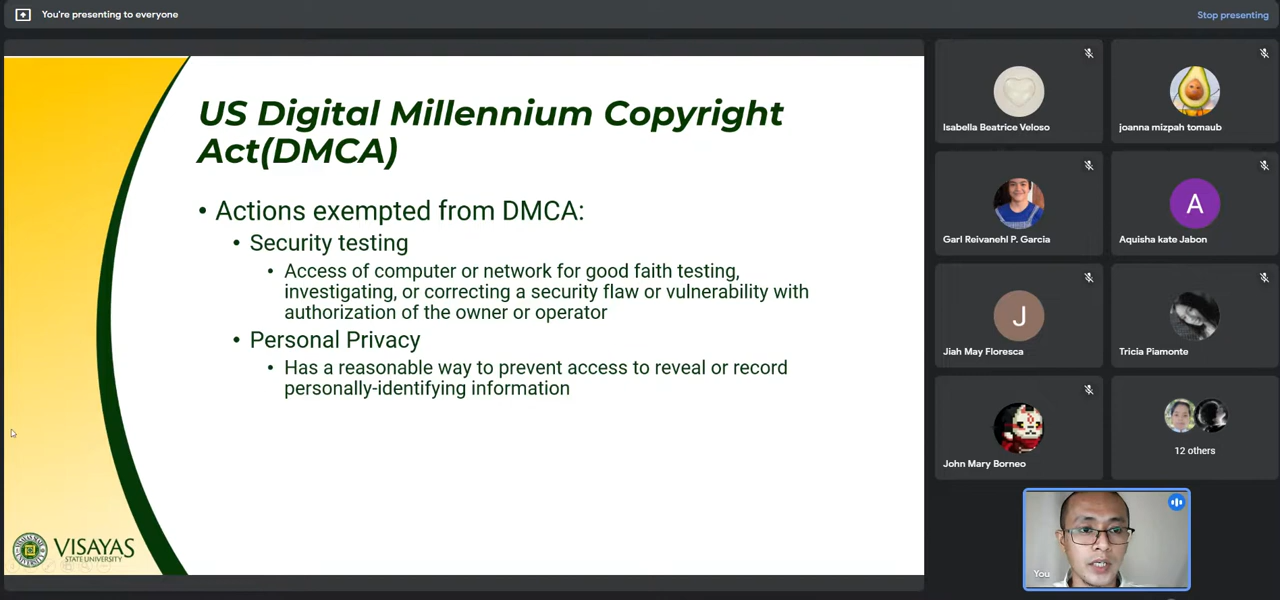 You're presenting to everyone
Stop presenting
US Digital Millennium Copyright
Act(DMCA)
• Actions exempted from DMCA:
• Security testing
• Access of computer or network for good faith testing,
investigating, or correcting a security flaw or vulnerability with
authorization of the owner or operator
• Personal Privacy
• Has a reasonable way to prevent access to reveal or record
personally-identifying information
VISAYAS
STATE UNIVERSITY
Isabella Beatrice Veloso
joanna mizpah tomaub
Garl Reivanehl P. Garcia
A
Aquisha kate Jabon
J
Jiah May Floresca
Tricia Piamonte
John Mary Borneo
12 others
You